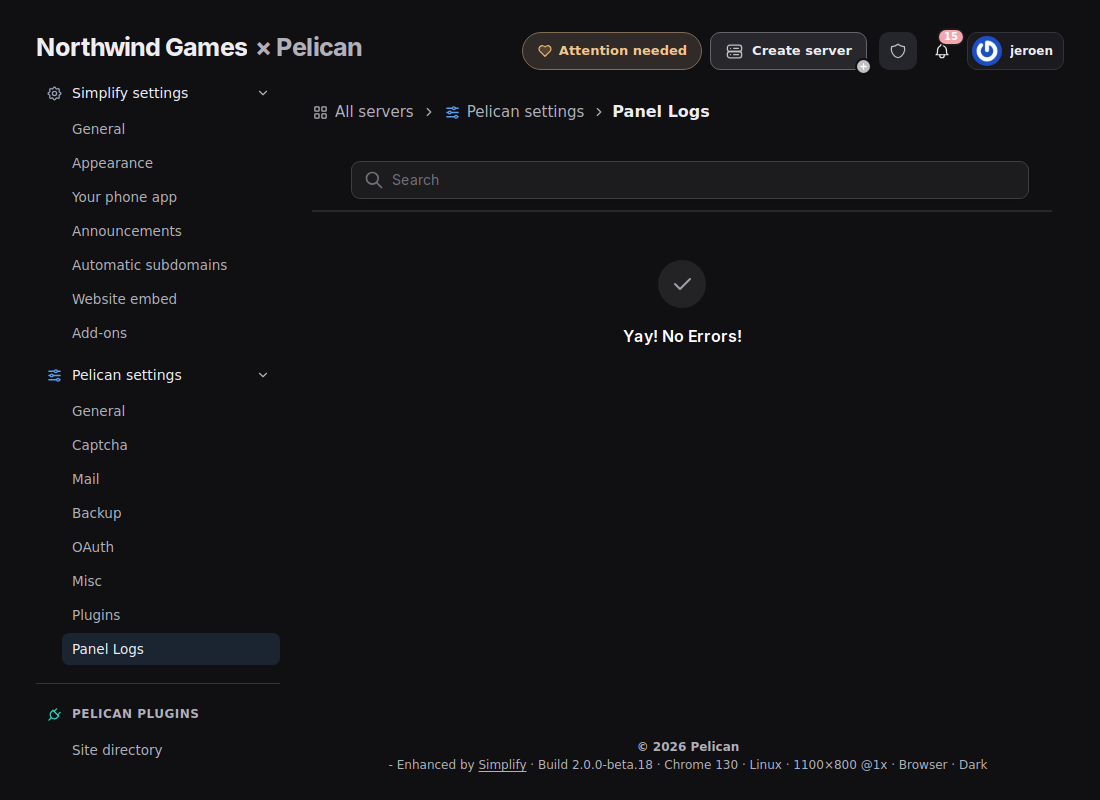 Northwind Games × Pelican
Attention needed
Create server
15
jeroen
Simplify settings
General
Appearance
Your phone app
Announcements
Automatic subdomains
Website embed
Add-ons
Pelican settings
General
Captcha
Mail
Backup
OAuth
Misc
Plugins
Panel Logs
PELICAN PLUGINS
Site directory
All servers > Pelican settings > Panel Logs
Search
Yay! No Errors!
© 2026 Pelican
- Enhanced by Simplify · Build 2.0.0-beta.18 · Chrome 130 · Linux · 1100×800 @1x · Browser · Dark